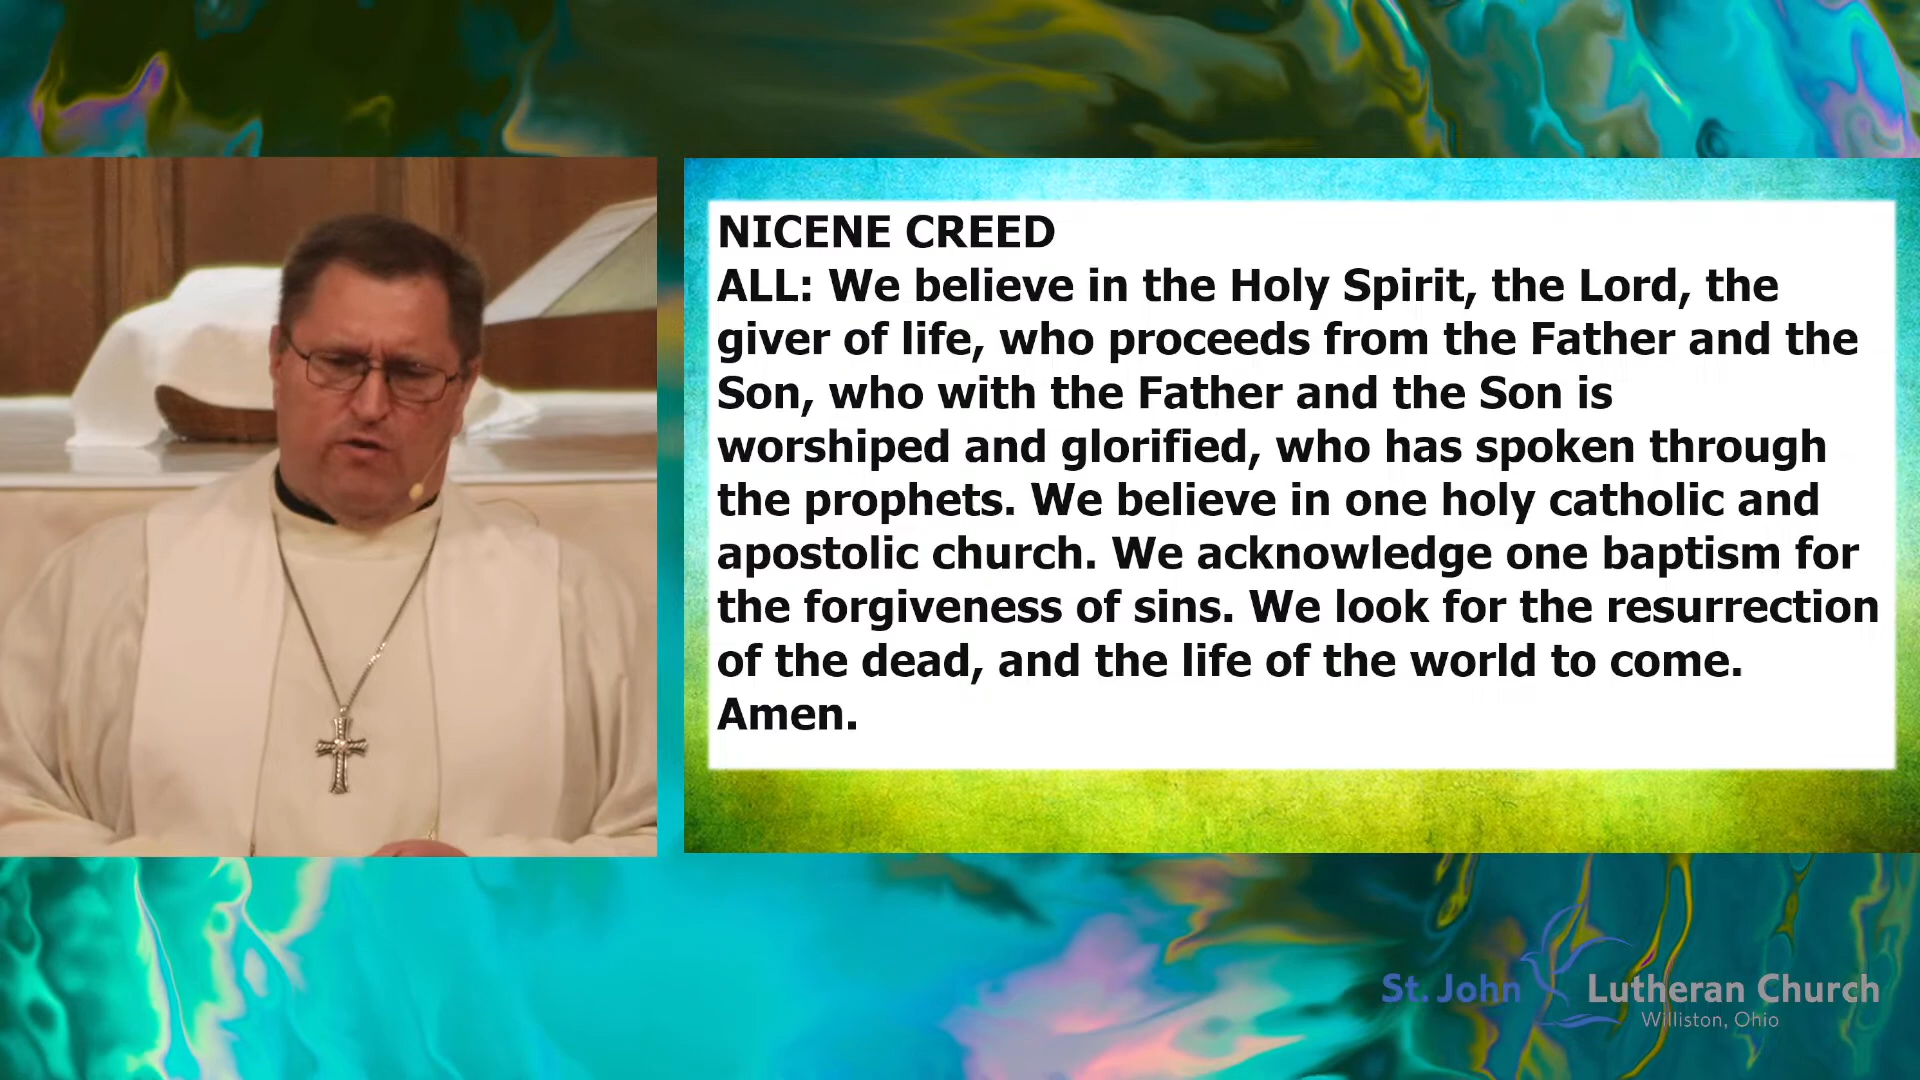 NICENE CREED
ALL: We believe in the Holy Spirit, the Lord, the
giver of life, who proceeds from the Father and the
Son, who with the Father and the Son is
worshiped and glorified, who has spoken through
the prophets. We believe in one holy catholic and
apostolic church. We acknowledge one baptism for
the forgiveness of sins. We look for the resurrection
of the dead, and the life of the world to come.
Amen.
St. John Lutheran Church
Williston, Ohio